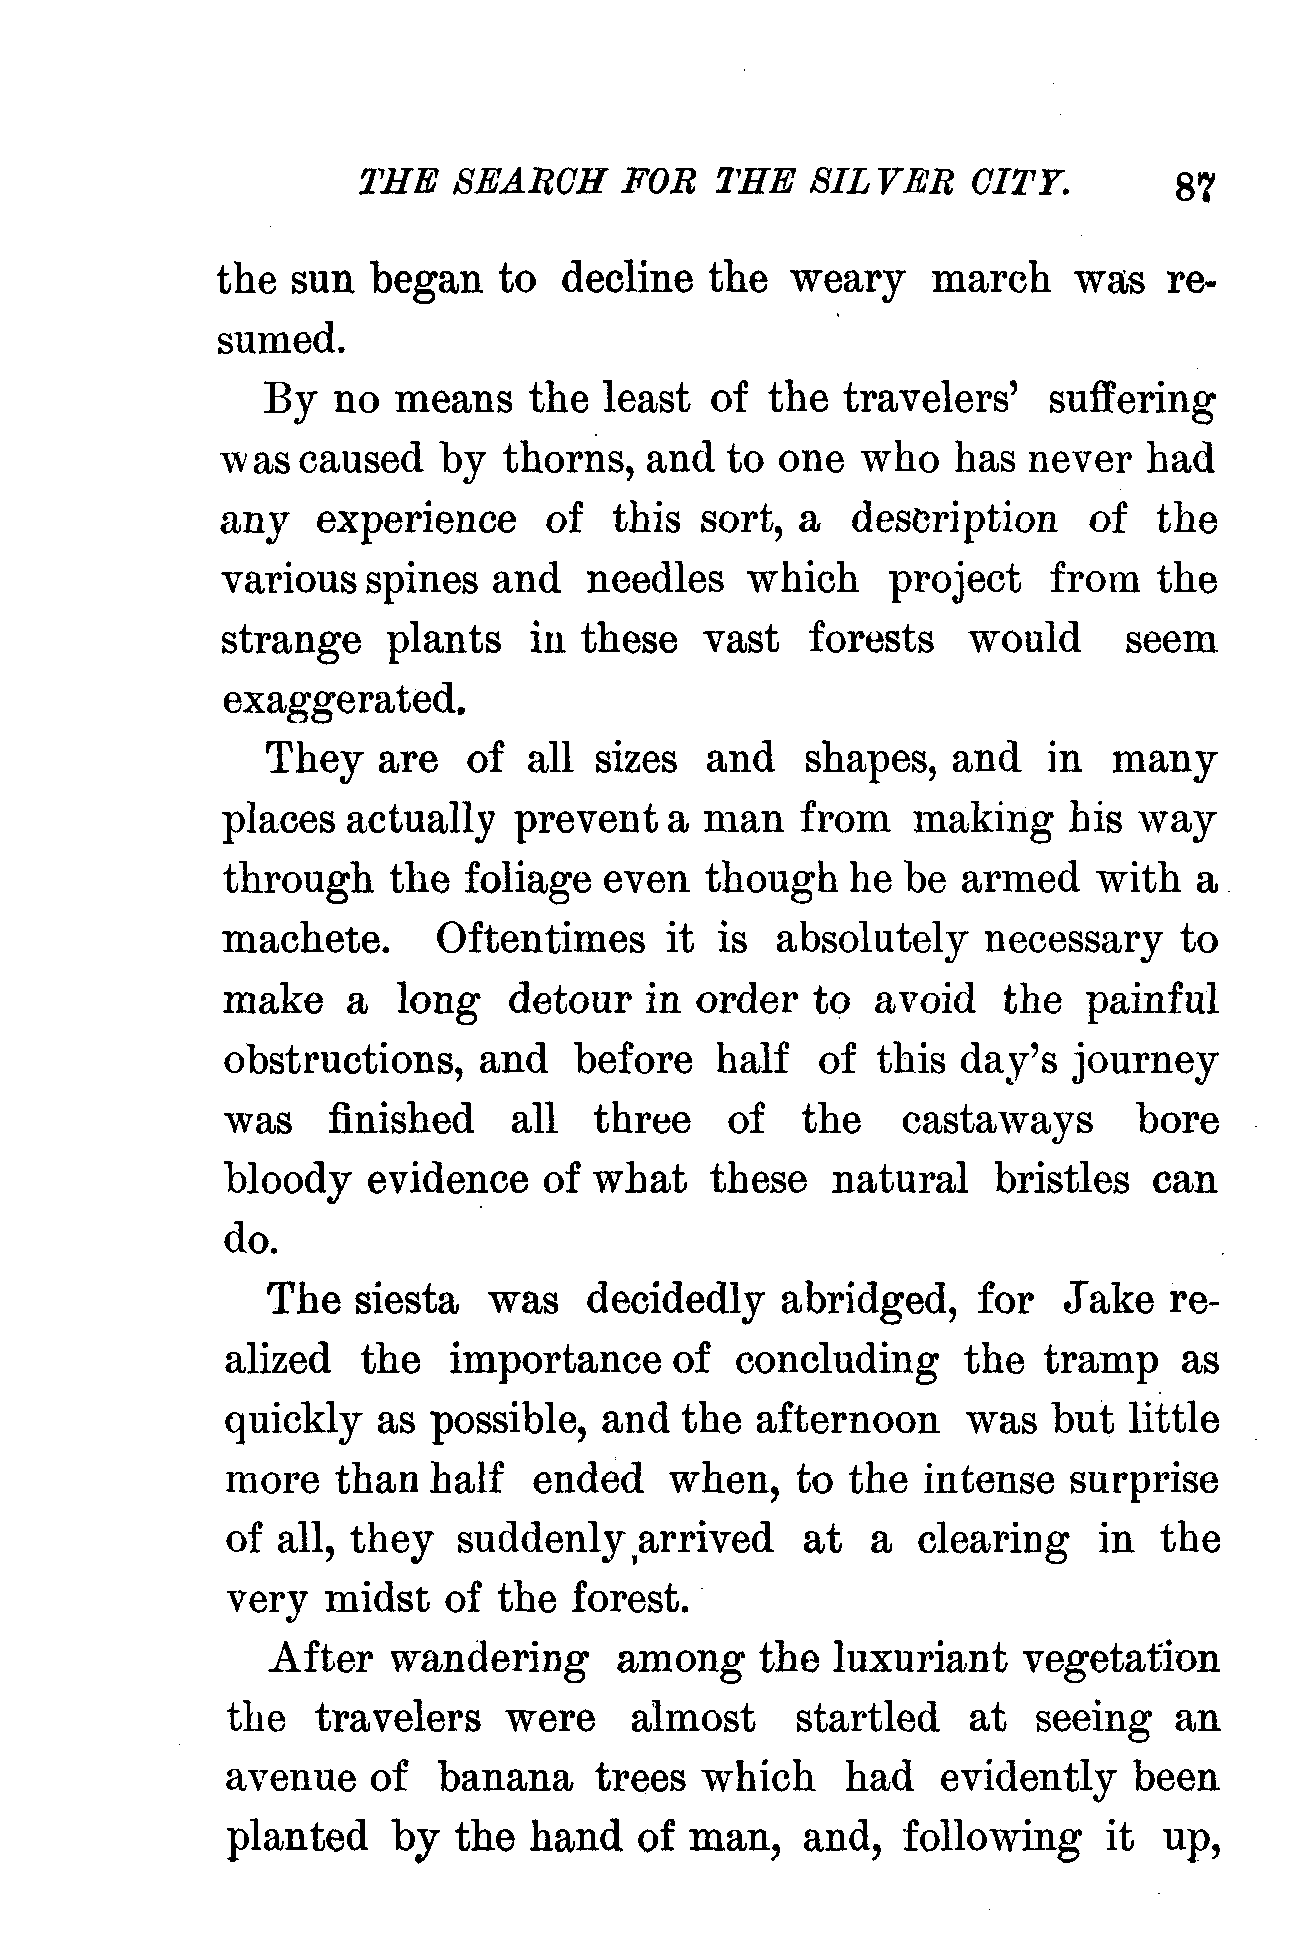 THE SEARCH FOR THE SILVER CITY. 87
the sun began to decline the weary march was re-
sumed.
By no means the least of the travelers' suffering
was caused by thorns, and to one who has never had
any experience of this sort, a description of the
various spines and needles which project from the
strange plants in these vast forests would seem
exaggerated.
They are of all sizes and shapes, and in many
places actually prevent a man from making his way
through the foliage even though he be armed with a
machete. Oftentimes it is absolutely necessary to
make a long detour in order to avoid the painful
obstructions, and before half of this day's journey
was finished all three of the castaways bore
bloody evidence of what these natural bristles can
do.
The siesta was decidedly abridged, for Jake re-
alized the importance of concluding the tramp as
quickly as possible, and the afternoon was but little
more than half ended when, to the intense surprise
of all, they suddenly arrived at a clearing in the
very midst of the forest.
After wandering among the luxuriant vegetation
the travelers were almost startled at seeing an
avenue of banana trees which had evidently been
planted by the hand of man, and, following it up,